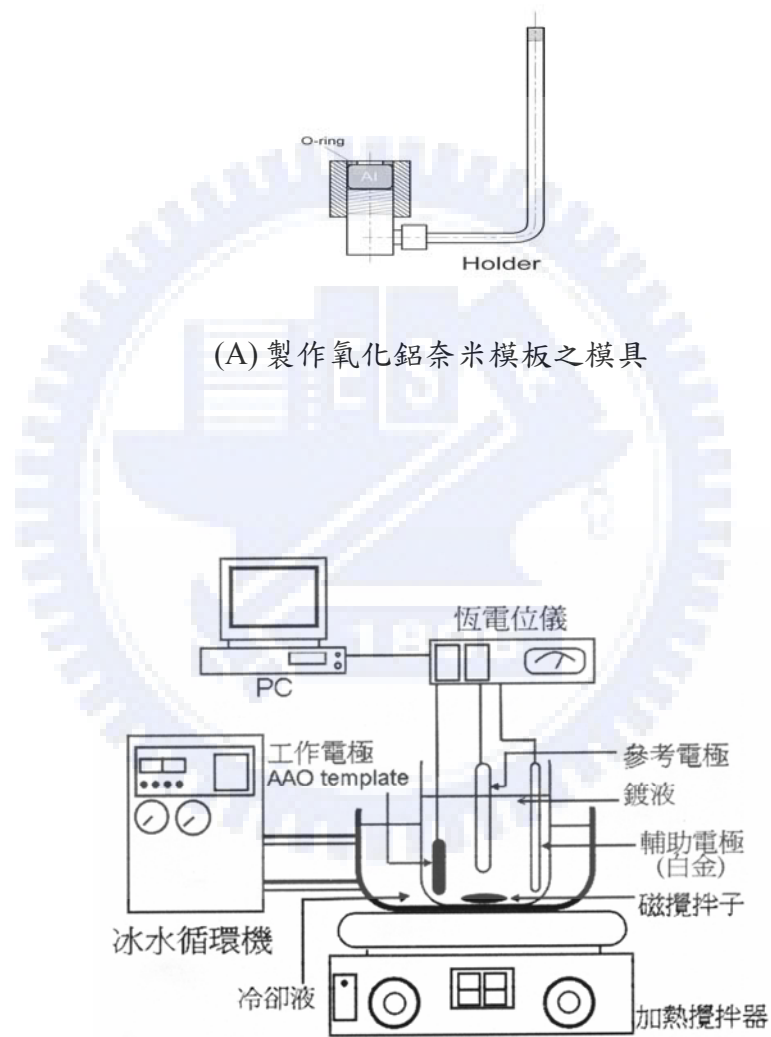 O-ring
Al
Holder
(A) 製作氧化鋁奈米模板之模具
恆電位儀
PC
工作電極
AAO template
參考電極
鍍液
輔助電極
(白金)
磁攪拌子
冰水循環機
冷卻液
加熱攪拌器